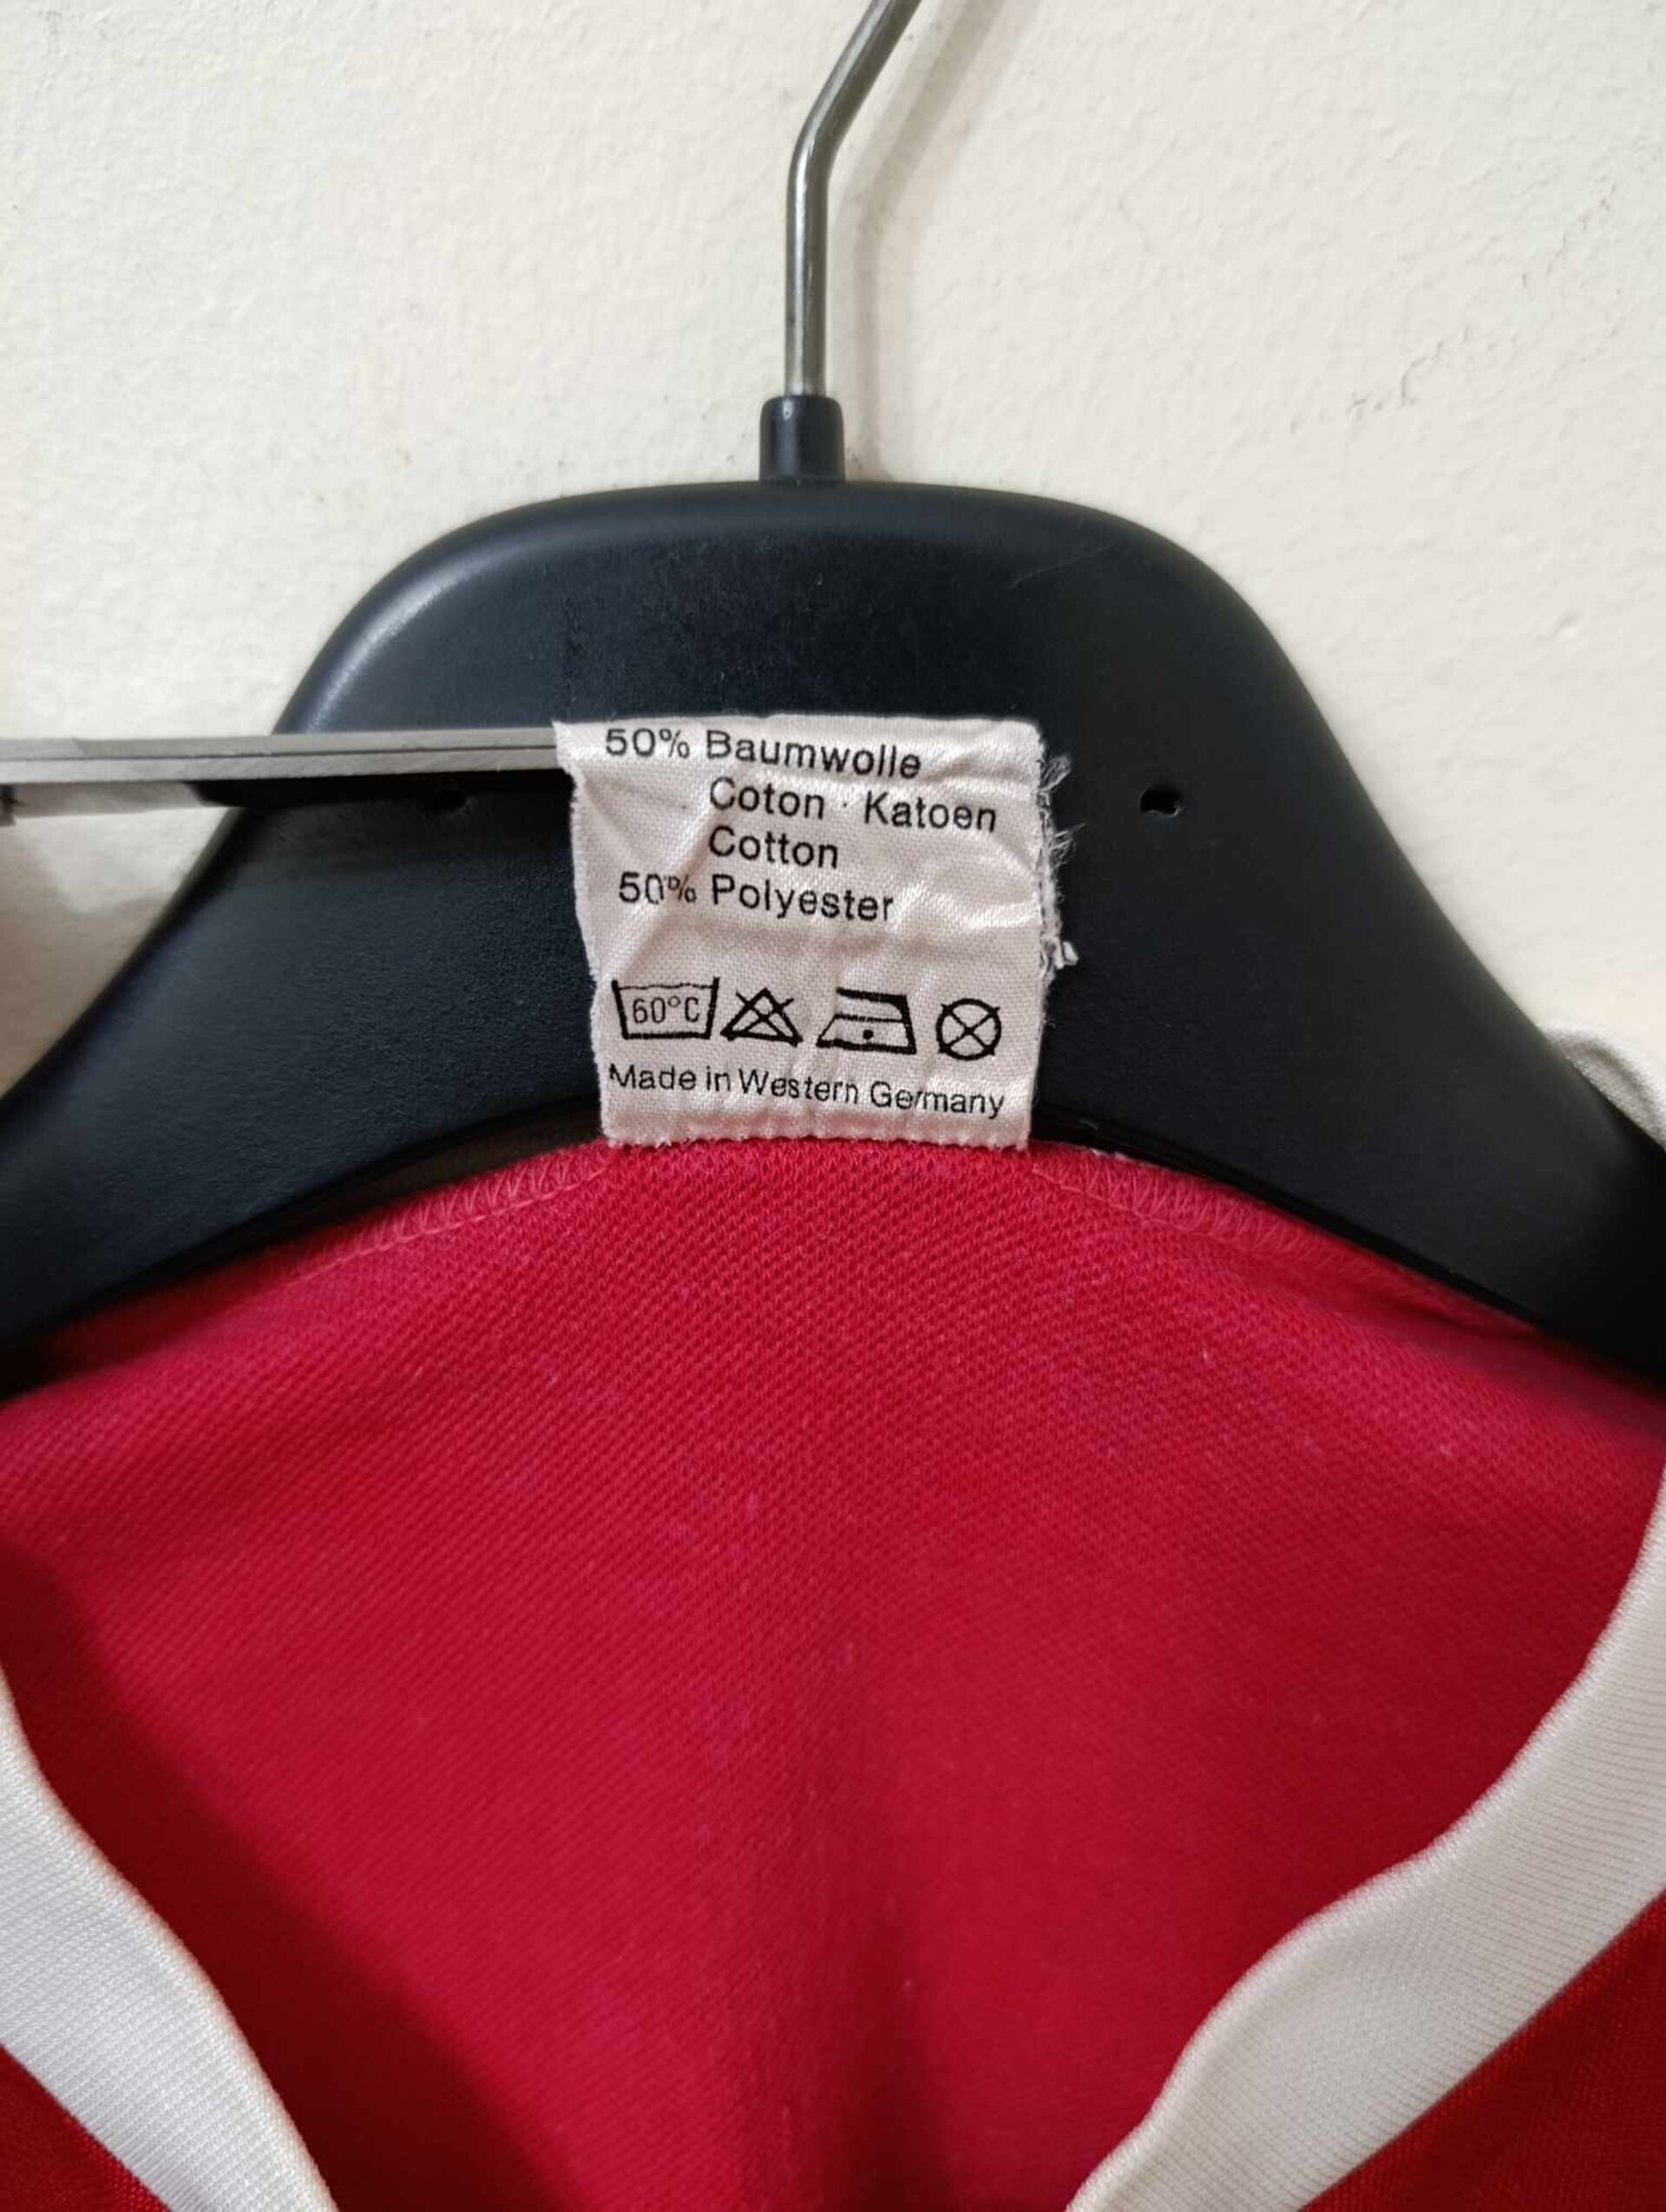 50% Baumwolle
Coton · Katoen
Cotton
50% Polyester
60°C
Made in Western Germany